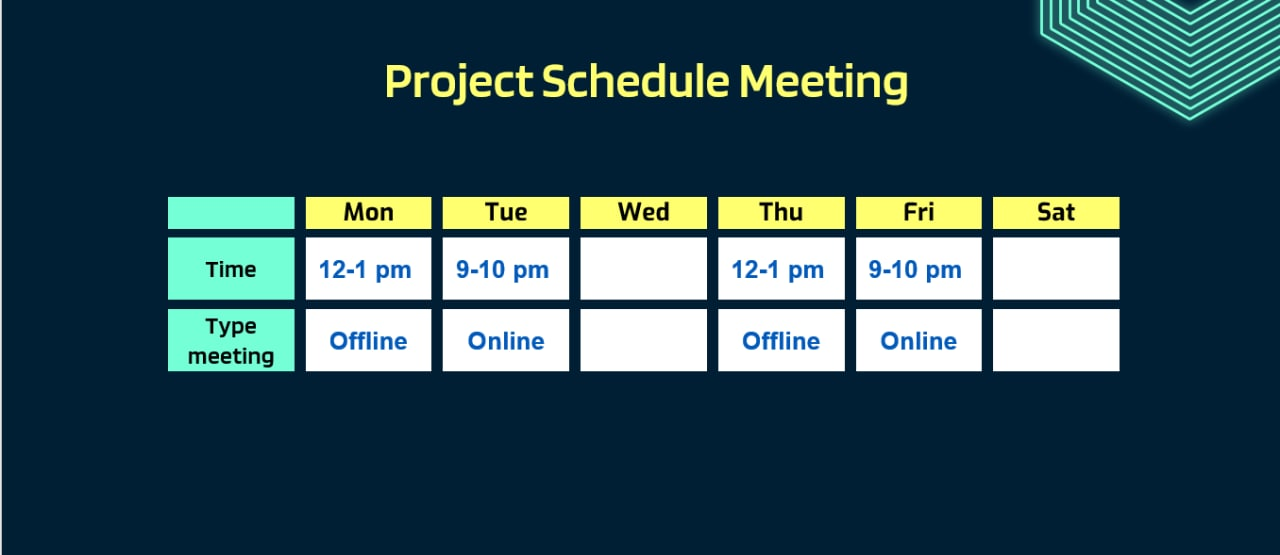 Project Schedule Meeting
Mon Tue Wed Thu Fri Sat
Time 12-1 pm 9-10 pm 12-1 pm 9-10 pm
Type
meeting Offline Online Offline Online